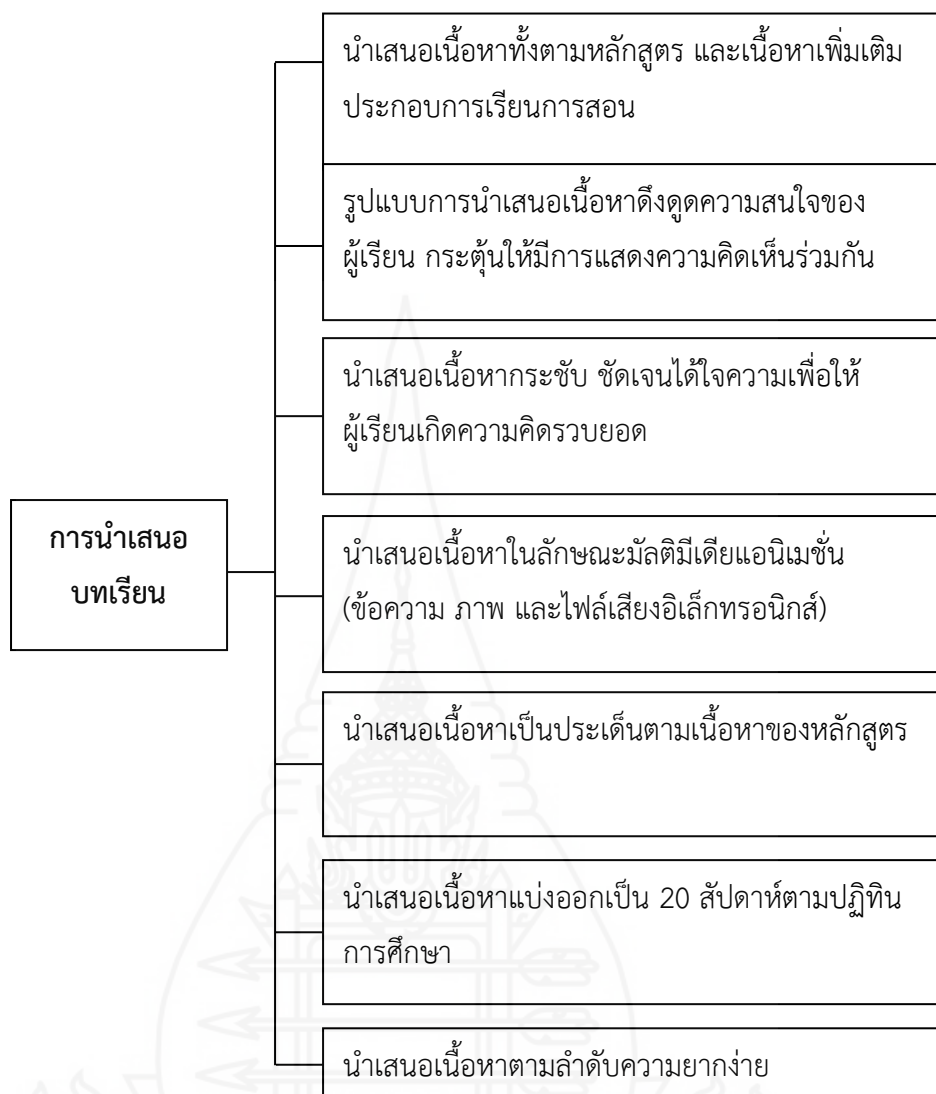 นำเสนอเนื้อหาทั้งตามหลักสูตร และเนื้อหาเพิ่มเติม
ประกอบการเรียนการสอน
รูปแบบการนำเสนอเนื้อหาดึงดูดความสนใจของ
ผู้เรียน กระตุ้นให้มีการแสดงความคิดเห็นร่วมกัน
นำเสนอเนื้อหากระชับ ชัดเจนได้ใจความเพื่อให้
ผู้เรียนเกิดความคิดรวบยอด
การนำเสนอ
บทเรียน
นำเสนอเนื้อหาในลักษณะมัลติมีเดียแอนิเมชั่น
(ข้อความ ภาพ และไฟล์เสียงอิเล็กทรอนิกส์)
นำเสนอเนื้อหาเป็นประเด็นตามเนื้อหาของหลักสูตร
นำเสนอเนื้อหาแบ่งออกเป็น 20 สัปดาห์ตามปฏิทิน
การศึกษา
นำเสนอเนื้อหาตามลำดับความยากง่าย